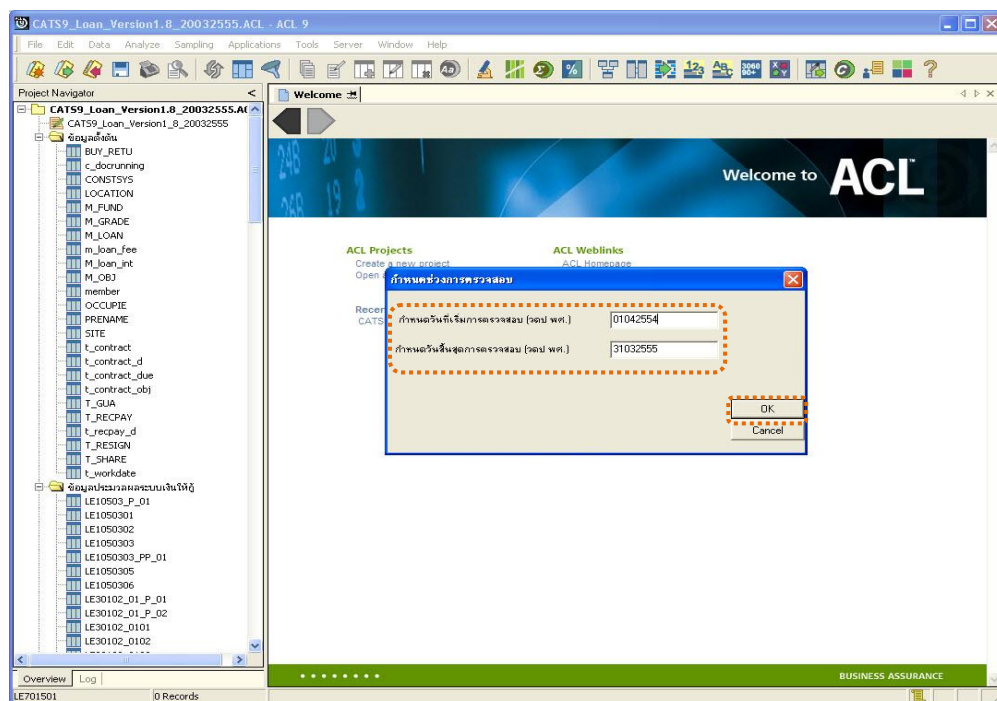 CATS9_Loan_Version1.8_20032555.ACL - ACL 9
File Edit Data Analyze Sampling Applications Tools Server Window Help
Project Navigator <
Welcome
CATS9_Loan_Version1.8_20032555.A
CATS9_Loan_Version1_8_20032555
ข้อมูลตั้งต้น
BUY_RETU
c_docrunning
CONSTSYS
LOCATION
M_FUND
M_GRADE
M_LOAN
m_loan_fee
M_loan_int
M_OBJ
member
OCCUPIE
PRENAME
SITE
t_contract
t_contract_d
t_contract_due
t_contract_obj
T_GUA
T_RECPAY
t_recpay_d
T_RESIGN
T_SHARE
t_workdate
ข้อมูลประมวลผลระบบเงินให้กู้
LE10503_P_01
LE1050301
LE1050302
LE1050303
LE1050303_PP_01
LE1050305
LE1050306
LE30102_01_P_01
LE30102_01_P_02
LE30102_0101
LE30102_0102
Overview Log
LE701501 0 Records
Welcome to ACL™
ACL Projects
Create a new project
Open
Recen
CATS
ACL Weblinks
ACL Homepage
กำหนดช่วงการตรวจสอบ
กำหนดวันที่เริ่มการตรวจสอบ (วดป พศ.) 01042554
กำหนดวันสิ้นสุดการตรวจสอบ (วดป พศ.) 31032555
OK
Cancel
BUSINESS ASSURANCE